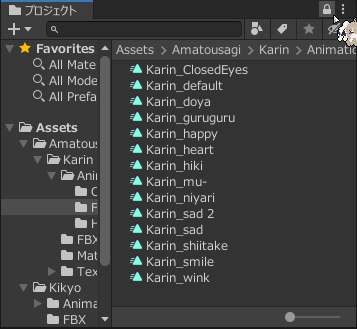 プロジェクト
Favorites
All Mate
All Mode
All Prefa
Assets
Amatous
Karin
Ani
C
F
H
FBX
Mat
Tex
Kikyo
Anima
FBX
Assets > Amatousagi > Karin > Animatio
Karin_ClosedEyes
Karin_default
Karin_doya
Karin_guruguru
Karin_happy
Karin_heart
Karin_hiki
Karin_mu-
Karin_niyari
Karin_sad 2
Karin_sad
Karin_shiitake
Karin_smile
Karin_wink